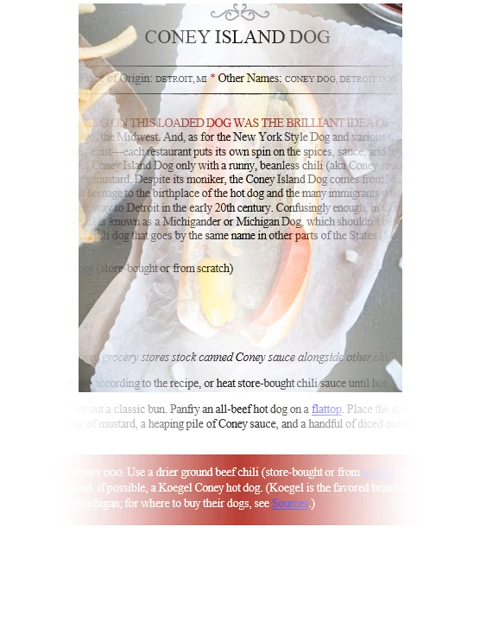 CONEY ISLAND DOG
of Origin: DETROIT, MI * Other Names: CONEY DOG, DETROIT DOG
ON THIS LOADED DOG WAS THE BRILLIANT IDEA
the Midwest. And, as for the New York Style Dog and various
exist—each restaurant puts its own spin on the spices, sauce, and
Coney Island Dog only with a runny, beanless chili (aka Coney
mustard. Despite its moniker, the Coney Island Dog comes from
homage to the birthplace of the hot dog and the many immigrants
way to Detroit in the early 20th century. Confusingly enough, in
is known as a Michigander or Michigan Dog, which shouldn't
dog that goes by the same name in other parts of the States.
(store-bought or from scratch)
grocery stores stock canned Coney sauce alongside other
according to the recipe, or heat store-bought chili sauce until hot
out a classic bun. Panfry an all-beef hot dog on a flattop. Place the
of mustard, a heaping pile of Coney sauce, and a handful of diced
DOG: Use a drier ground beef chili (store-bought or from
if possible, a Koegel Coney hot dog. (Koegel is the favored brand
Michigan; for where to buy their dogs, see Sources.)